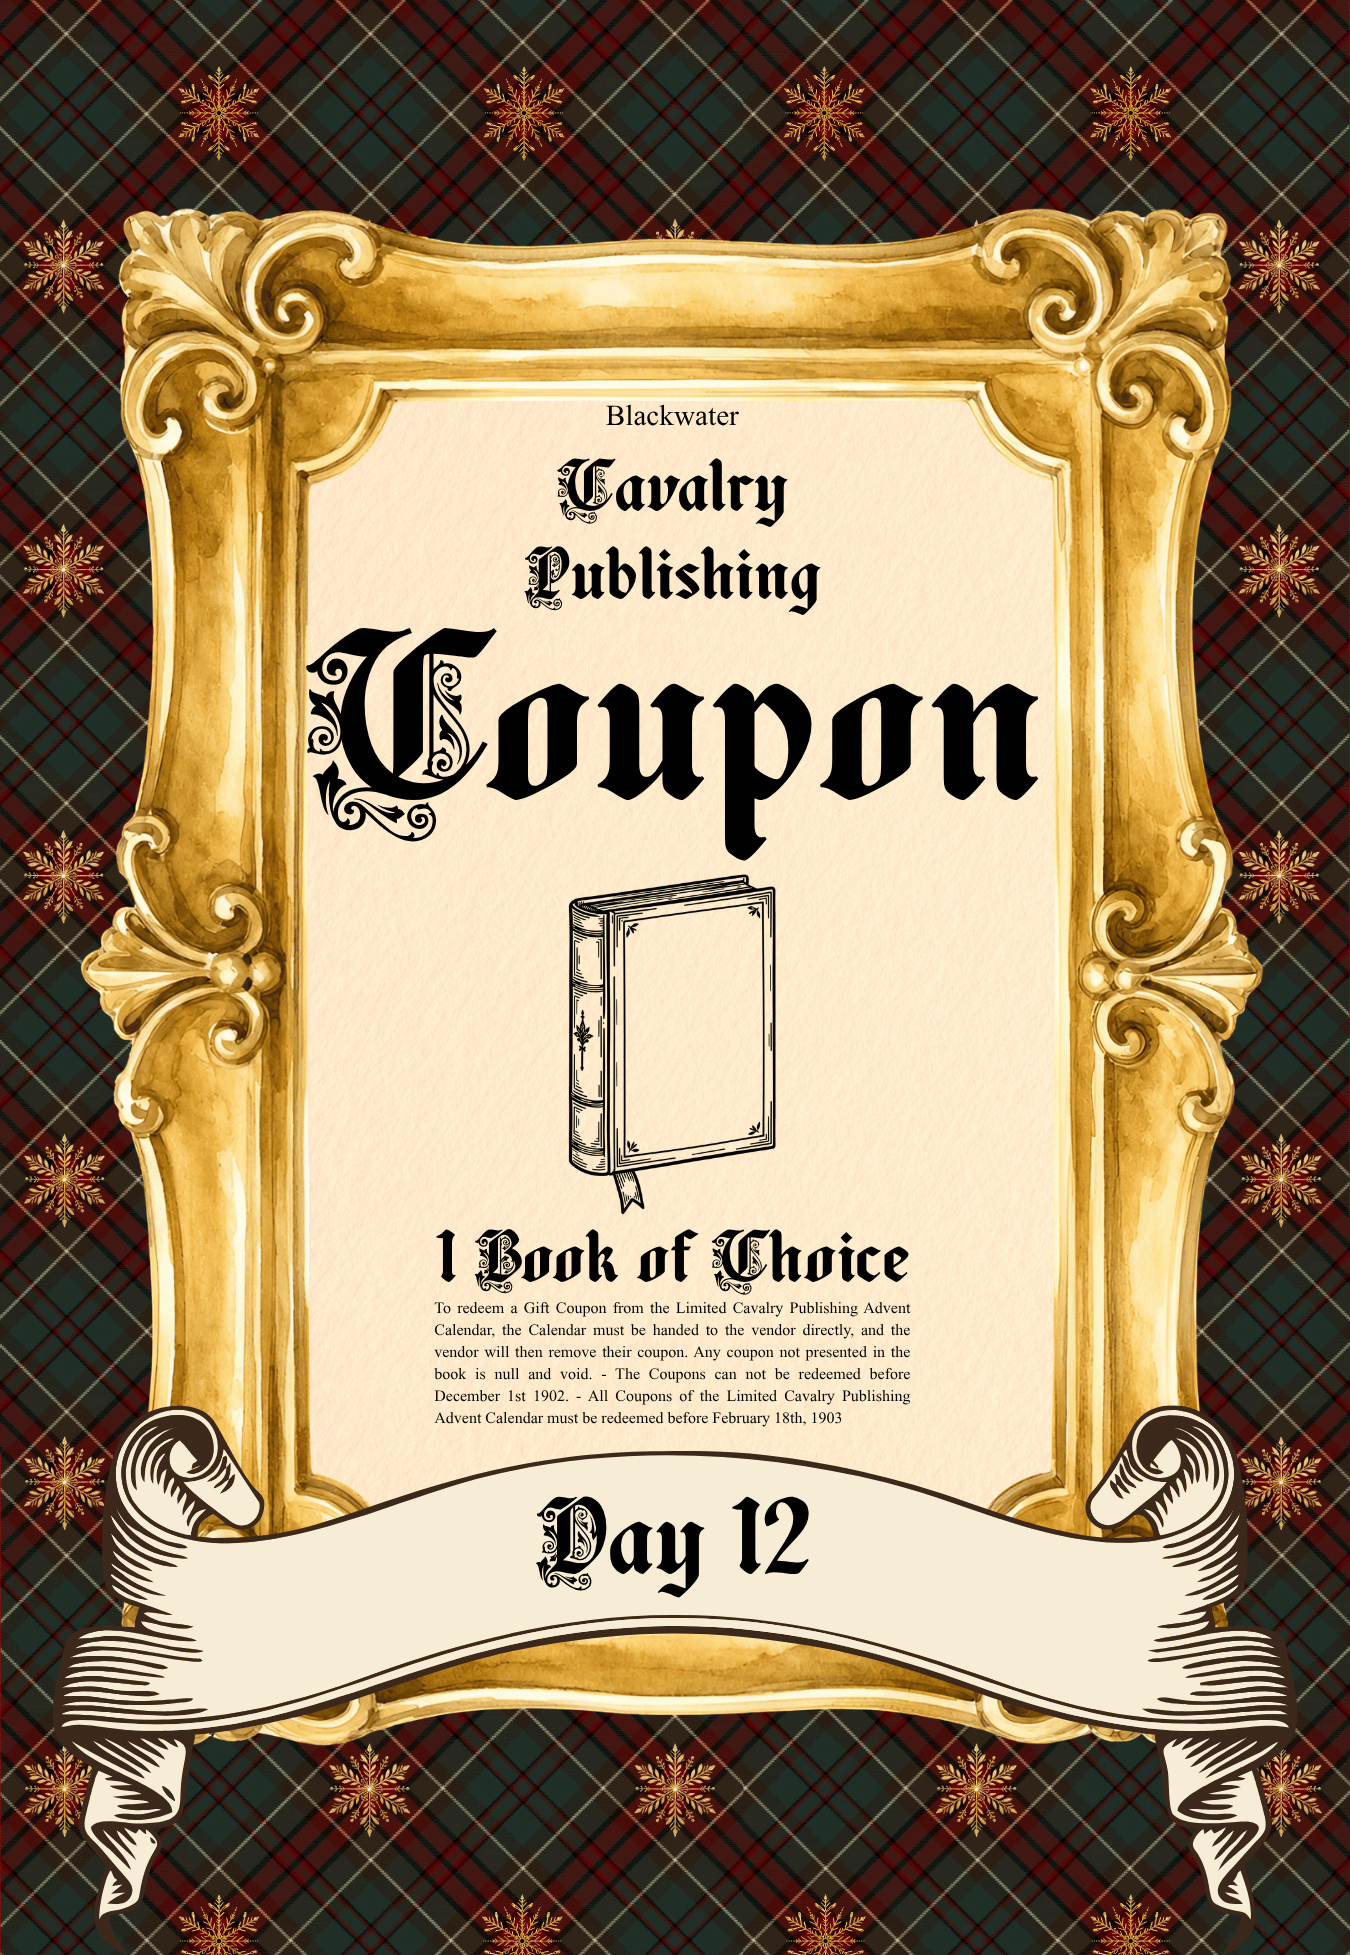 Blackwater
Cavalry
Publishing
Coupon
1 Book of Choice
To redeem a Gift Coupon from the Limited Cavalry Publishing Advent
Calendar, the Calendar must be handed to the vendor directly, and the
vendor will then remove their coupon. Any coupon not presented in the
book is null and void. - The Coupons can not be redeemed before
December 1st 1902. - All Coupons of the Limited Cavalry Publishing
Advent Calendar must be redeemed before February 18th, 1903
Day 12